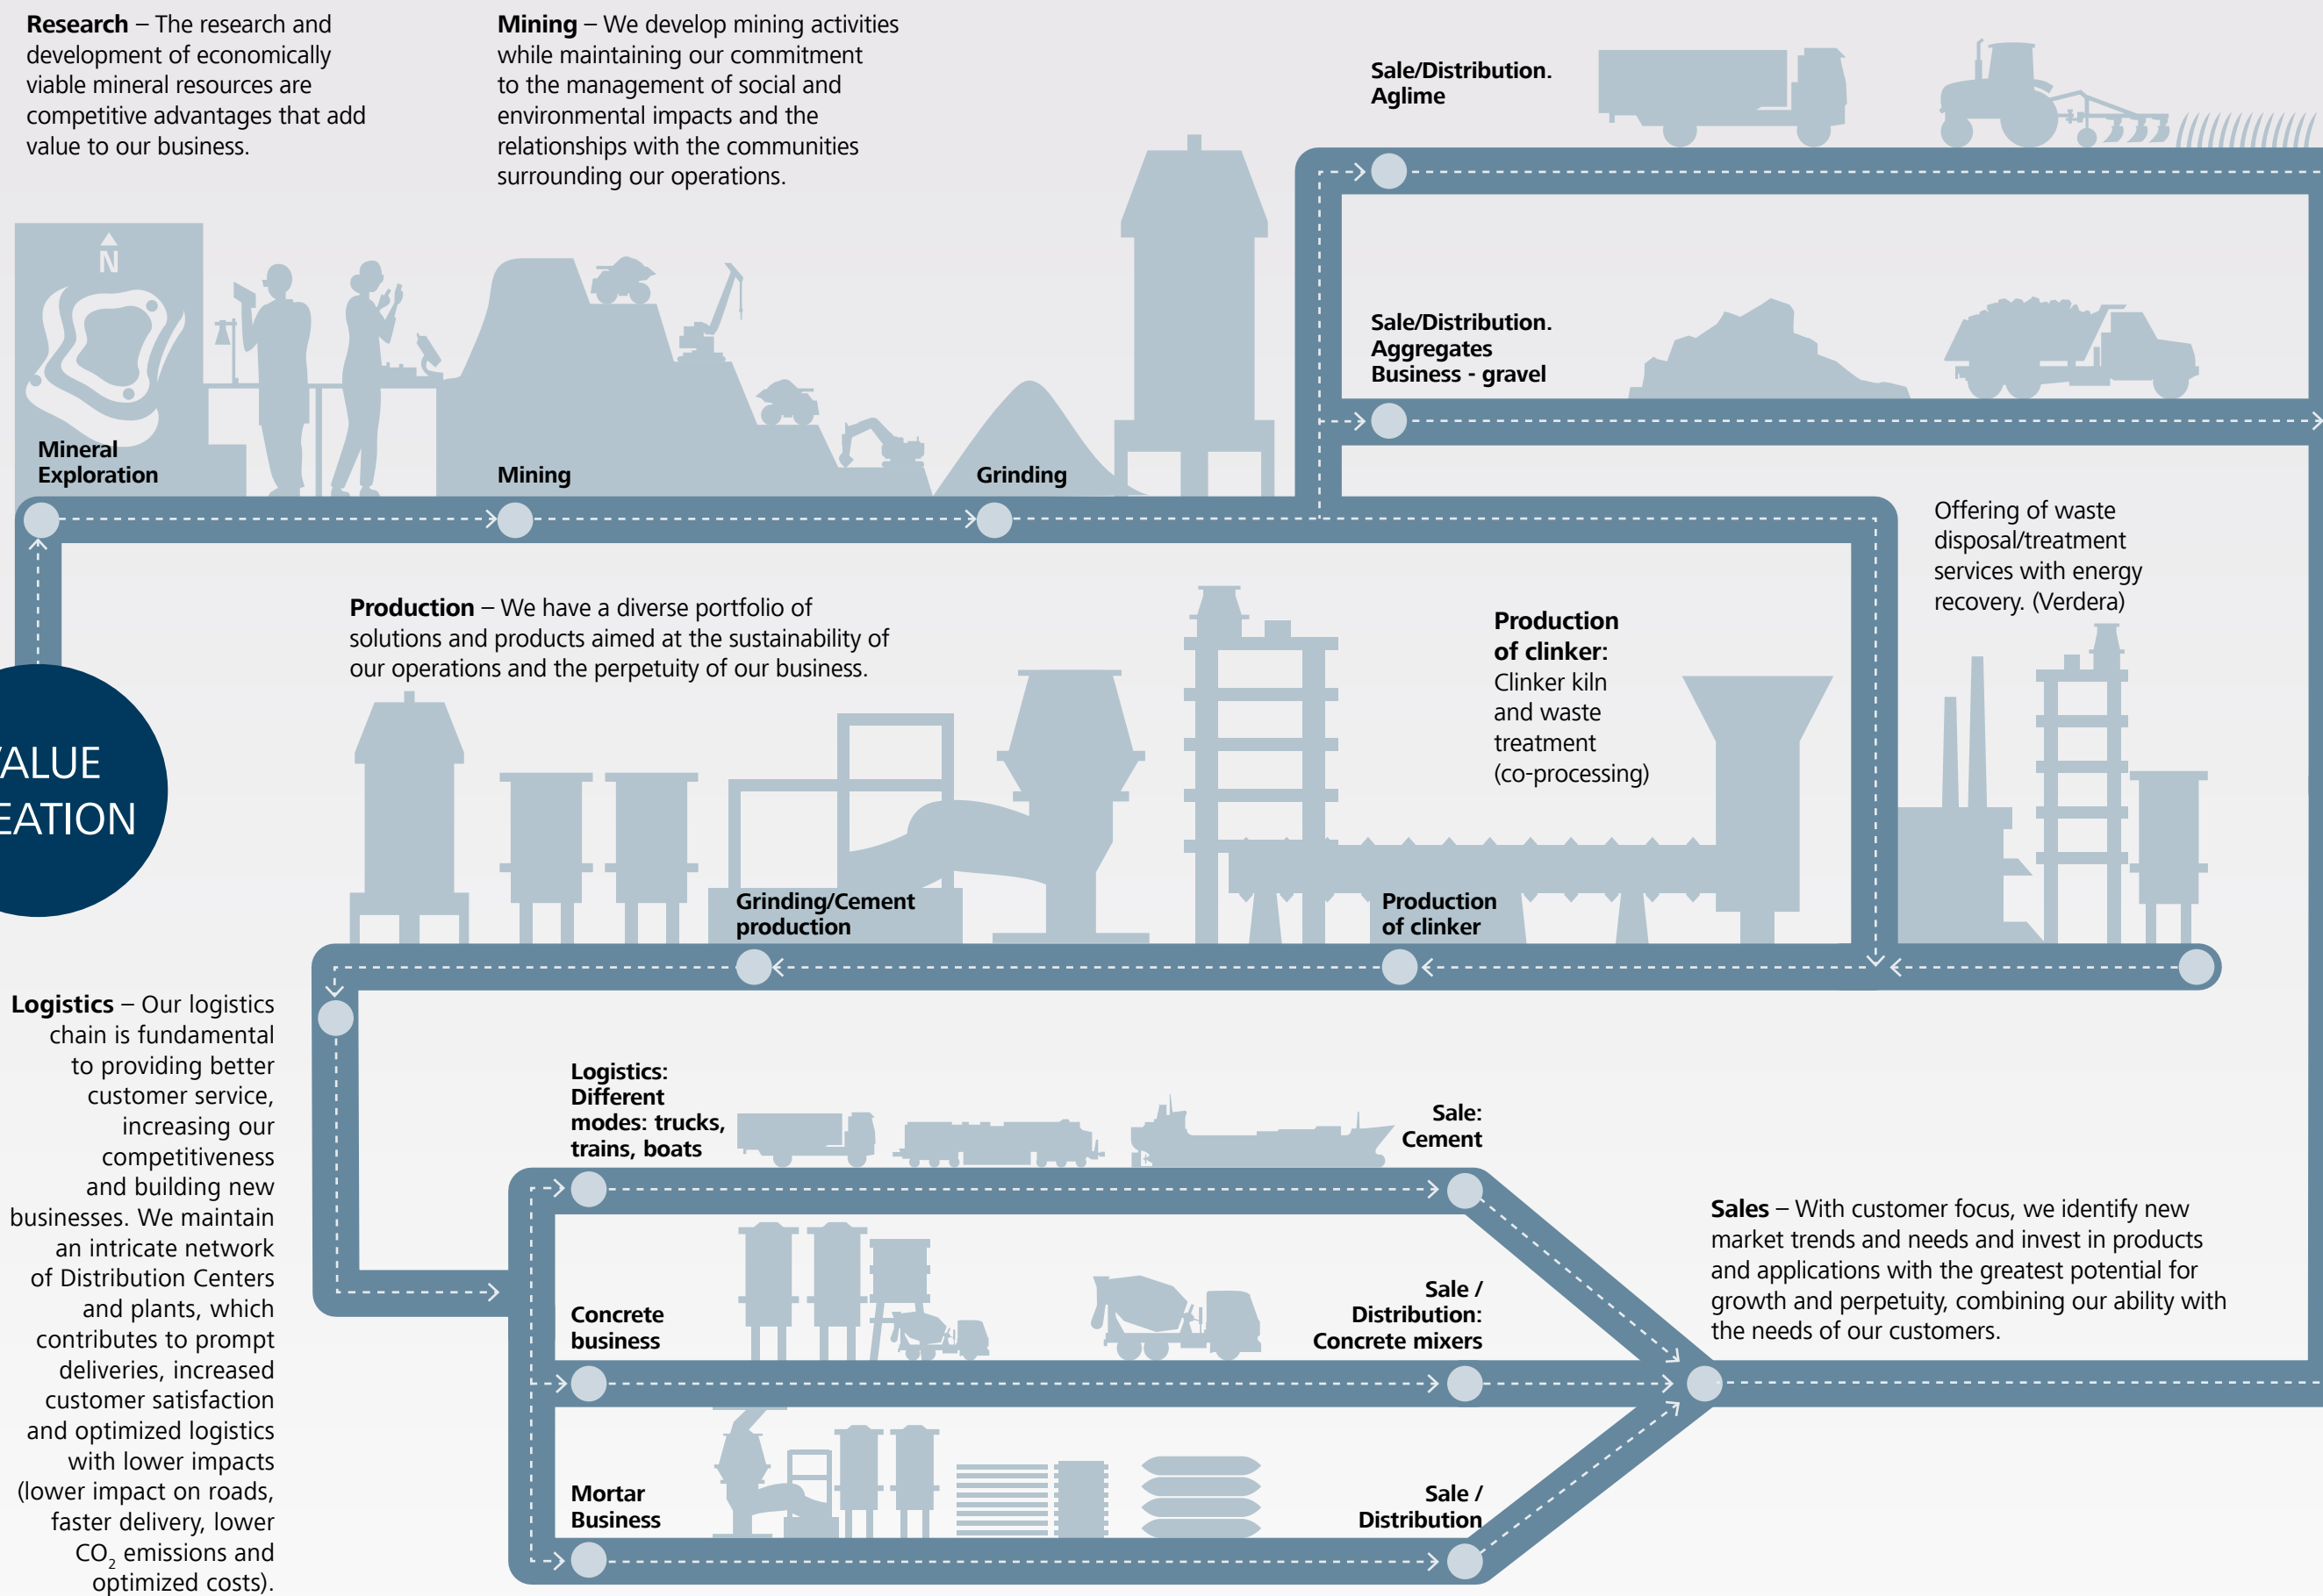 Research – The research and
development of economically
viable mineral resources are
competitive advantages that add
value to our business.
Mining – We develop mining activities
while maintaining our commitment
to the management of social and
environmental impacts and the
relationships with the communities
surrounding our operations.
Sale/Distribution.
Aglime
Sale/Distribution.
Aggregates
Business - gravel
N
Mineral
Exploration
Mining
Grinding
Offering of waste
disposal/treatment
services with energy
recovery. (Verdera)
Production – We have a diverse portfolio of
solutions and products aimed at the sustainability of
our operations and the perpetuity of our business.
Production
of clinker:
Clinker kiln
and waste
treatment
(co-processing)
VALUE
EATION
Grinding/Cement
production
Production
of clinker
Logistics – Our logistics
chain is fundamental
to providing better
customer service,
increasing our
competitiveness
and building new
businesses. We maintain
an intricate network
of Distribution Centers
and plants, which
contributes to prompt
deliveries, increased
customer satisfaction
and optimized logistics
with lower impacts
(lower impact on roads,
faster delivery, lower
CO₂ emissions and
optimized costs).
Logistics:
Different
modes: trucks,
trains, boats
Sale:
Cement
Concrete
business
Sale /
Distribution:
Concrete mixers
Mortar
Business
Sale /
Distribution
Sales – With customer focus, we identify new
market trends and needs and invest in products
and applications with the greatest potential for
growth and perpetuity, combining our ability with
the needs of our customers.